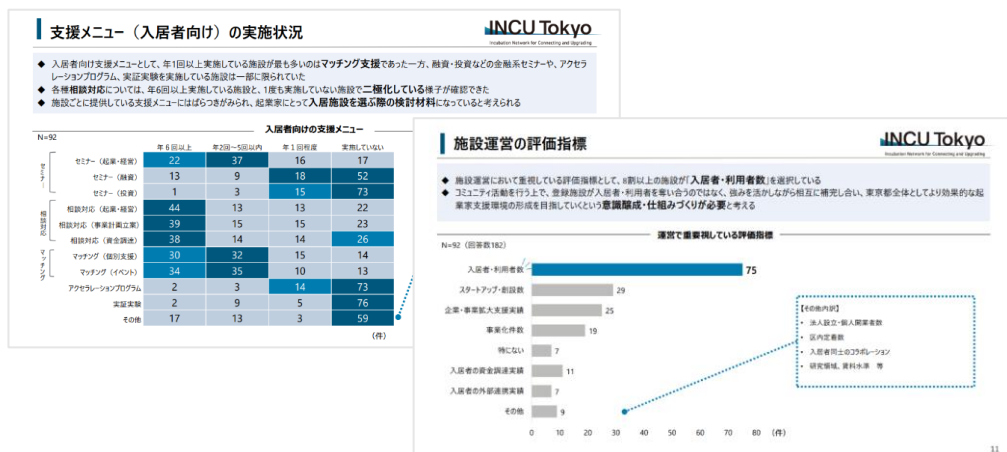 支援メニュー（入居者向け）の実施状況
INCU Tokyo
Incubation Network for Connecting and Upgrading
◆ 入居者向け支援メニューとして、年1回以上実施している施設が最も多いのはマッチング支援であった一方、融資・投資などの金融系セミナーや、アクセラレーションプログラム、実証実験を実施している施設は一部に限られていた
◆ 各種相談対応については、年6回以上実施している施設と、1度も実施していない施設で二極化している様子が確認できた
◆ 施設ごとに提供している支援メニューにはばらつきがみられ、起業家にとって入居施設を選ぶ際の検討材料になっていると考えられる
入居者向けの支援メニュー
N=92
年６回以上 年2回～5回以内 年１回程度 実施していない
セミナー
セミナー（起業・経営） 22 37 16 17
セミナー（融資） 13 9 18 52
セミナー（投資） 1 3 15 73
相談対応
相談対応（起業・経営） 44 13 13 22
相談対応（事業計画立案） 39 15 15 23
相談対応（資金調達） 38 14 14 26
マッチング
マッチング（個別支援） 30 32 15 14
マッチング（イベント） 34 35 10 13
アクセラレーションプログラム 2 3 14 73
実証実験 2 9 5 76
その他 17 13 3 59
（件）
施設運営の評価指標
INCU Tokyo
Incubation Network for Connecting and Upgrading
◆ 施設運営において重視している評価指標として、8割以上の施設が「入居者・利用者数」を選択している
◆ コミュニティ活動を行う上で、登録施設が入居者・利用者を奪い合うのではなく、強みを活かしながら相互に補完し合い、東京都全体としてより効果的な起業家支援環境の形成を目指していくという意識醸成・仕組みづくりが必要と考える
運営で重要視している評価指標
N=92（回答数182）
入居者・利用者数 75
スタートアップ・創設数 29
企業・事業拡大支援実績 25
事業化件数 19
特にない 7
入居者の資金調達実績 11
入居者の外部連携実績 7
その他 9
0 10 20 30 40 50 60 70 80 （件）
【その他内訳】
• 法人設立・個人開業者数
• 区内定着数
• 入居者同士のコラボレーション
• 研究領域、賃料水準 等
11